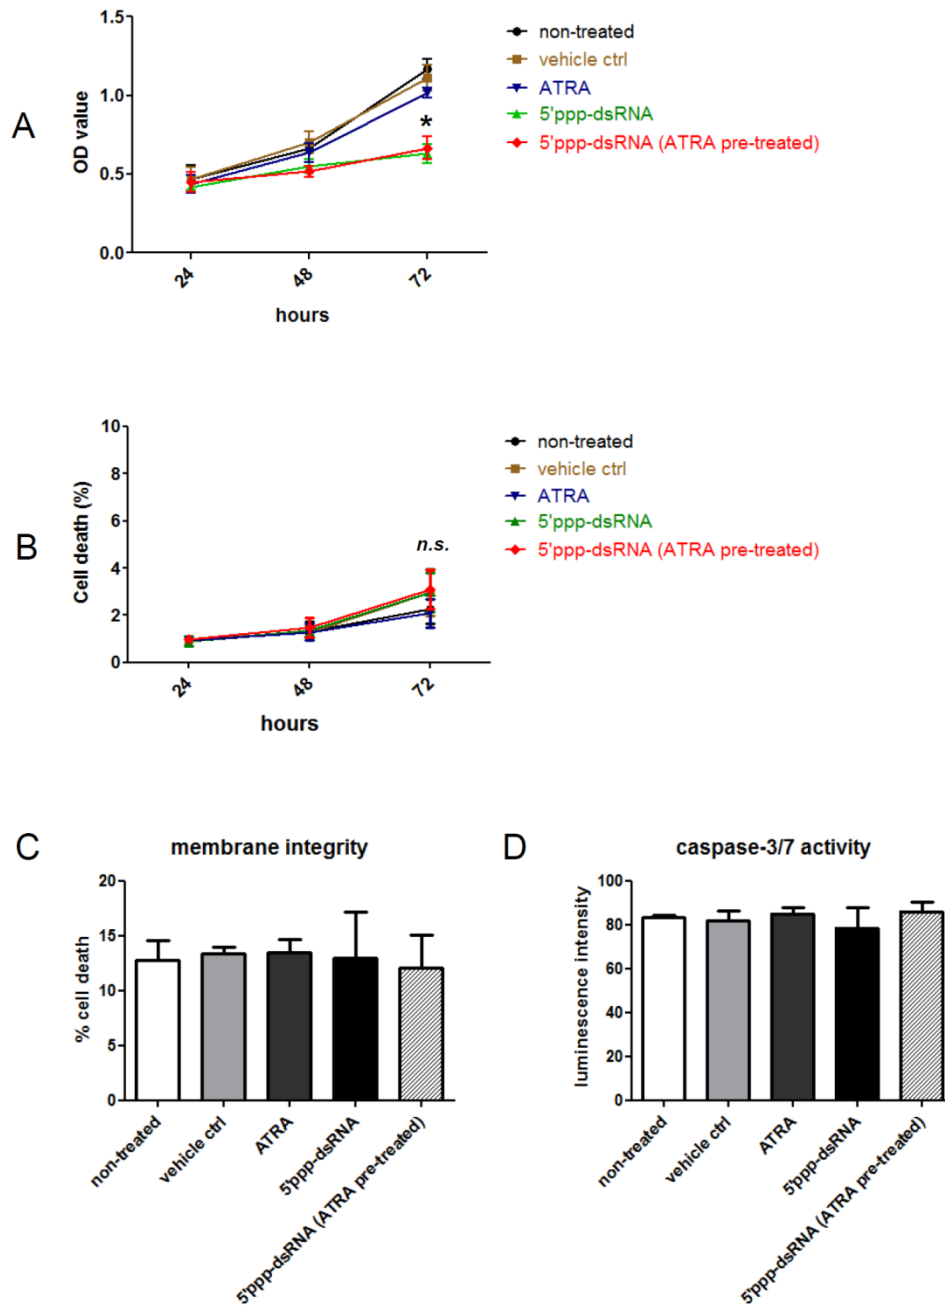 A
OD value
1.5
1.0
0.5
0.0
24
48
72
hours
*
non-treated
vehicle ctrl
ATRA
5'ppp-dsRNA
5'ppp-dsRNA (ATRA pre-treated)
B
Cell death (%)
10
8
6
4
2
0
24
48
72
hours
n.s.
non-treated
vehicle ctrl
ATRA
5'ppp-dsRNA
5'ppp-dsRNA (ATRA pre-treated)
C
membrane integrity
% cell death
20
15
10
5
0
non-treated
vehicle ctrl
ATRA
5'ppp-dsRNA
5'ppp-dsRNA (ATRA pre-treated)
D
caspase-3/7 activity
luminescence intensity
100
80
60
40
20
0
non-treated
vehicle ctrl
ATRA
5'ppp-dsRNA
5'ppp-dsRNA (ATRA pre-treated)